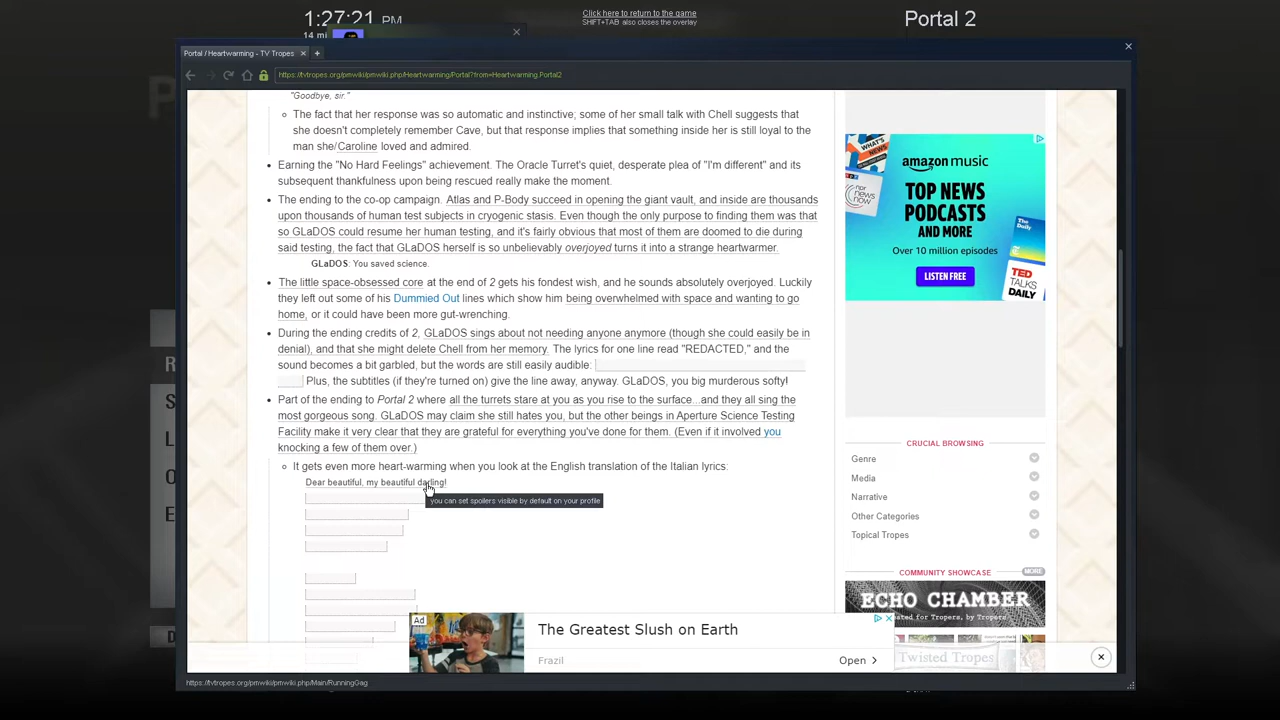 1:27:21 PM
Click here to return to the game
SHIFT+TAB also closes the overlay
Portal 2
14 mi
Portal / Heartwarming - TV Tropes
https://tvtropes.org/pmwiki/pmwiki.php/Heartwarming/Portal?from=Heartwarming.Portal2
"Goodbye, sir."
The fact that her response was so automatic and instinctive; some of her small talk with Chell suggests that
she doesn't completely remember Cave, but that response implies that something inside her is still loyal to the
man she/Caroline loved and admired.
Earning the "No Hard Feelings" achievement. The Oracle Turret's quiet, desperate plea of "I'm different" and its
subsequent thankfulness upon being rescued really make the moment.
The ending to the co-op campaign. Atlas and P-Body succeed in opening the giant vault, and inside are thousands
upon thousands of human test subjects in cryogenic stasis. Even though the only purpose to finding them was that
so GLaDOS could resume her human testing, and it's fairly obvious that most of them are doomed to die during
said testing, the fact that GLaDOS herself is so unbelievably overjoyed turns it into a strange heartwarmer.
GLaDOS: You saved science.
The little space-obsessed core at the end of 2 gets his fondest wish, and he sounds absolutely overjoyed. Luckily
they left out some of his Dummied Out lines which show him being overwhelmed with space and wanting to go
home, or it could have been more gut-wrenching.
During the ending credits of 2, GLaDOS sings about not needing anyone anymore (though she could easily be in
denial), and that she might delete Chell from her memory. The lyrics for one line read "REDACTED," and the
sound becomes a bit garbled, but the words are still easily audible:
Plus, the subtitles (if they're turned on) give the line away, anyway. GLaDOS, you big murderous softy!
Part of the ending to Portal 2 where all the turrets stare at you as you rise to the surface...and they all sing the
most gorgeous song. GLaDOS may claim she still hates you, but the other beings in Aperture Science Testing
Facility make it very clear that they are grateful for everything you've done for them. (Even if it involved you
knocking a few of them over.)
It gets even more heart-warming when you look at the English translation of the Italian lyrics:
Dear beautiful, my beautiful darling!
you can set spoilers visible by default on your profile
amazon music
TOP NEWS
PODCASTS
AND MORE
Over 10 million episodes
LISTEN FREE
TED
TALKS
DAILY
CRUCIAL BROWSING
Genre
Media
Narrative
Other Categories
Topical Tropes
COMMUNITY SHOWCASE
MORE
ECHO CHAMBER
Created for Tropers, by Tropers
Twisted Tropes
Ad
The Greatest Slush on Earth
Frazil
Open
https://tvtropes.org/pmwiki/pmwiki.php/Main/RunningGag